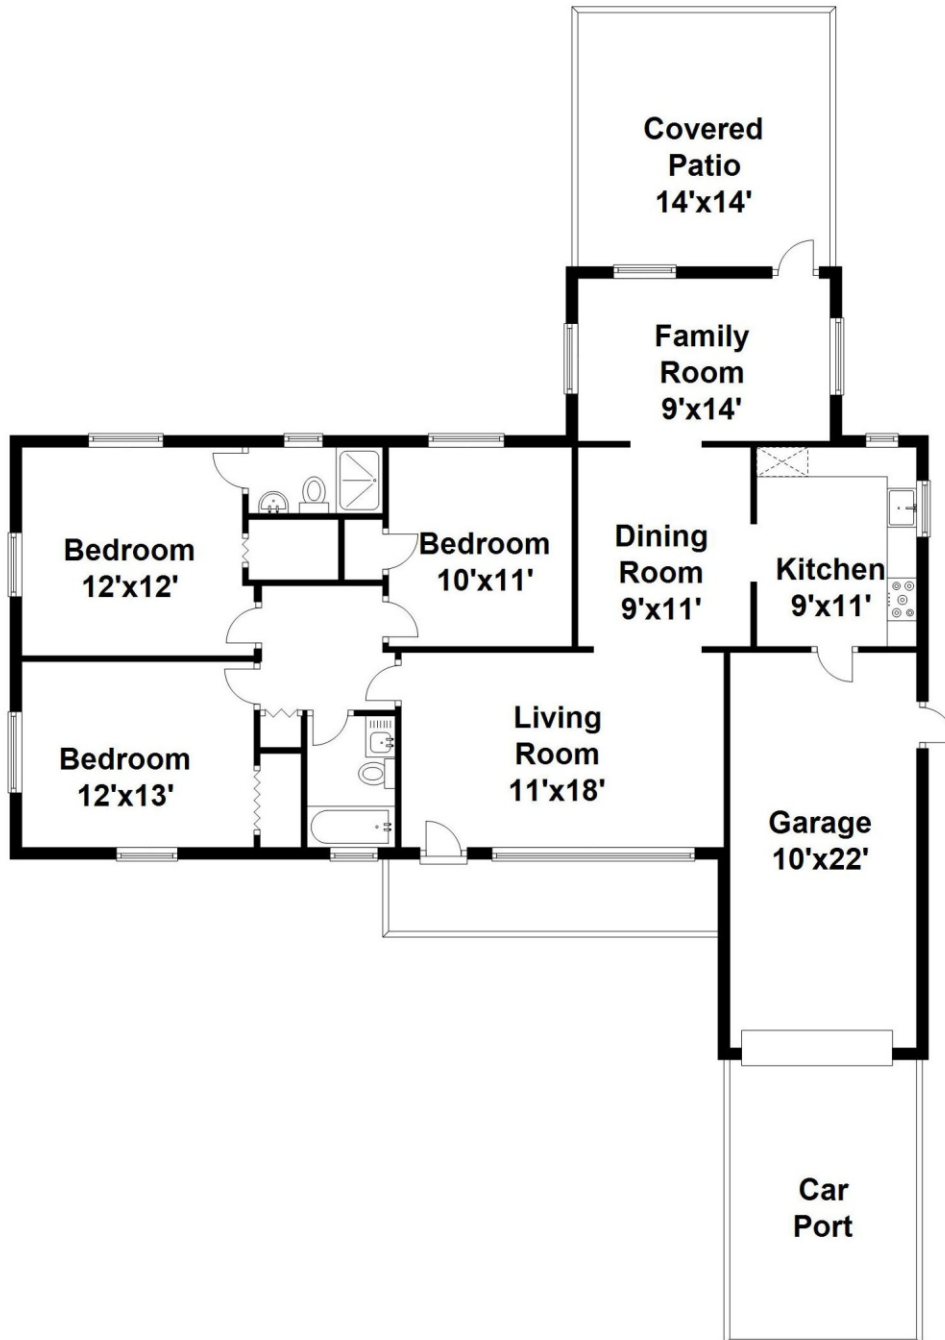 Covered
Patio
14'x14'
Family
Room
9'x14'
Bedroom
12'x12'
Bedroom
10'x11'
Dining
Room
9'x11'
Kitchen
9'x11'
Bedroom
12'x13'
Living
Room
11'x18'
Garage
10'x22'
Car
Port